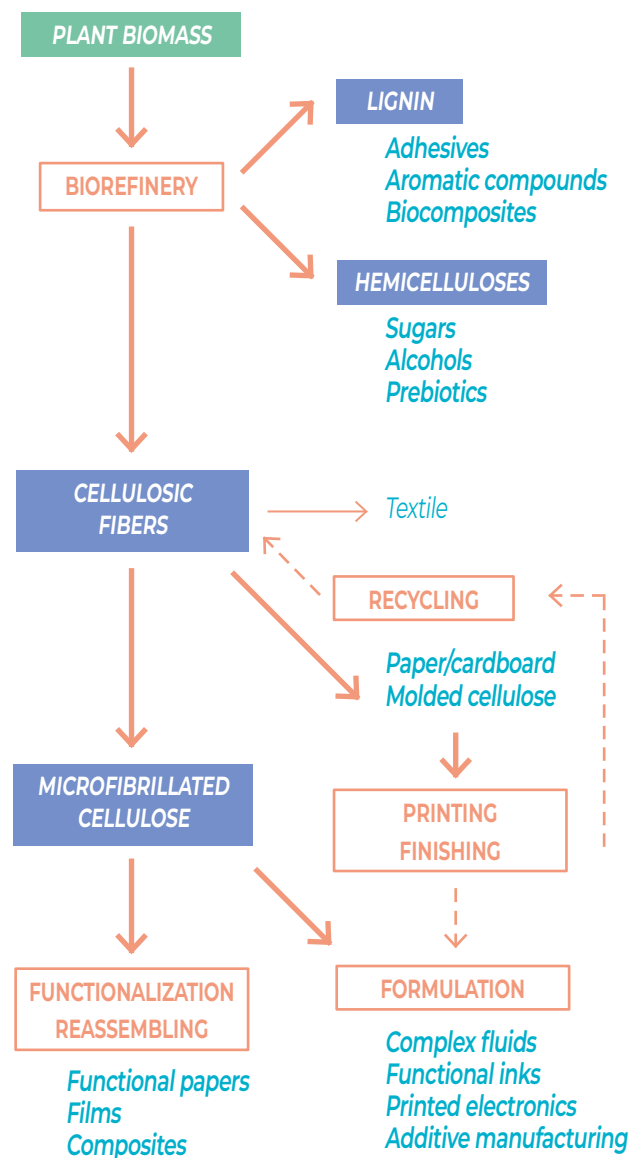 PLANT BIOMASS
LIGNIN
Adhesives
Aromatic compounds
Biocomposites
BIOREFINERY
HEMICELLULOSES
Sugars
Alcohols
Prebiotics
CELLULOSIC
FIBERS
Textile
RECYCLING
Paper/cardboard
Molded cellulose
MICROFIBRILLATED
CELLULOSE
PRINTING
FINISHING
FUNCTIONALIZATION
REASSEMBLING
Functional papers
Films
Composites
FORMULATION
Complex fluids
Functional inks
Printed electronics
Additive manufacturing